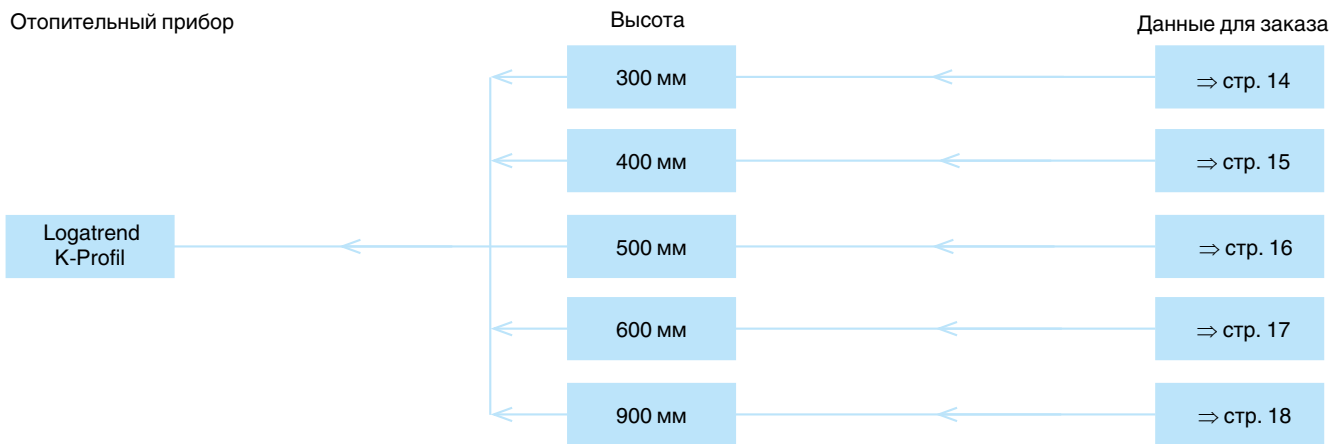 Отопительный прибор
Высота
Данные для заказа
300 мм
⇒ стр. 14
400 мм
⇒ стр. 15
Logatrend
K-Profil
500 мм
⇒ стр. 16
600 мм
⇒ стр. 17
900 мм
⇒ стр. 18